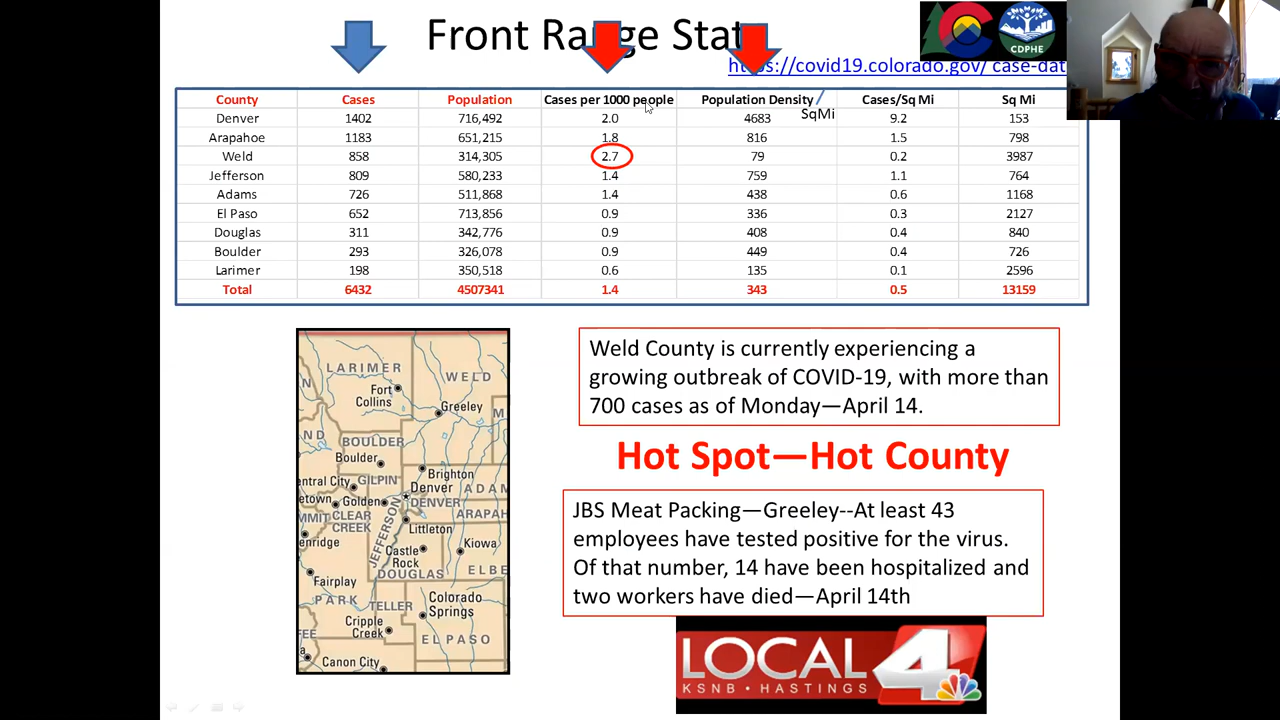 Front Range Stat
https://covid19.colorado.gov/ case-dat
CDPHE
County Cases Population Cases per 1000 people Population Density / SqMi Cases/Sq Mi Sq Mi
Denver 1402 716,492 2.0 4683 9.2 153
Arapahoe 1183 651,215 1.8 816 1.5 798
Weld 858 314,305 2.7 79 0.2 3987
Jefferson 809 580,233 1.4 759 1.1 764
Adams 726 511,868 1.4 438 0.6 1168
El Paso 652 713,856 0.9 336 0.3 2127
Douglas 311 342,776 0.9 408 0.4 840
Boulder 293 326,078 0.9 449 0.4 726
Larimer 198 350,518 0.6 135 0.1 2596
Total 6432 4507341 1.4 343 0.5 13159
LARIMER
WELD
Fort
Collins
Greeley
M
N
ND
BOULDER
Boulder
Brighton
entral City
GILPIN
Denver
ADAM
etown
Golden
DENVER
MMIT
CLEAR
CREEK
ARAPAH
JEFFERSON
Littleton
enridge
Castle
Rock
Kiowa
DOUGLAS
ELBE
Fairplay
PARK
TELLER
Colorado
Springs
Cripple
Creek
FEE
EL PASO
Canon City
Weld County is currently experiencing a
growing outbreak of COVID-19, with more than
700 cases as of Monday—April 14.
Hot Spot—Hot County
JBS Meat Packing—Greeley--At least 43
employees have tested positive for the virus.
Of that number, 14 have been hospitalized and
two workers have died—April 14th
LOCAL 4
KSNB • HASTINGS